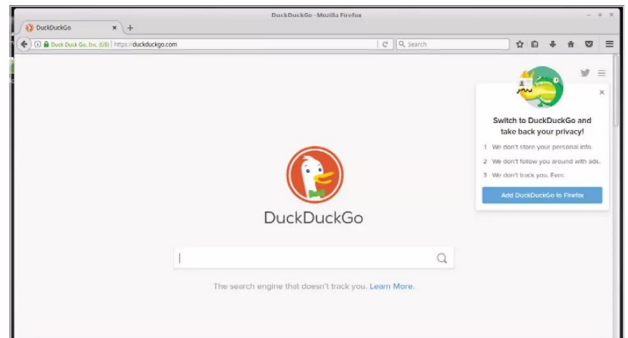 DuckDuckGo - Mozilla Firefox
DuckDuckGo
Duck Duck Go, Inc. (US) https://duckduckgo.com
Search
Switch to DuckDuckGo and
take back your privacy!
1 We don't store your personal info.
2 We don't follow you around with ads.
3 We don't track you. Ever.
Add DuckDuckGo to Firefox
DuckDuckGo
The search engine that doesn't track you. Learn More.